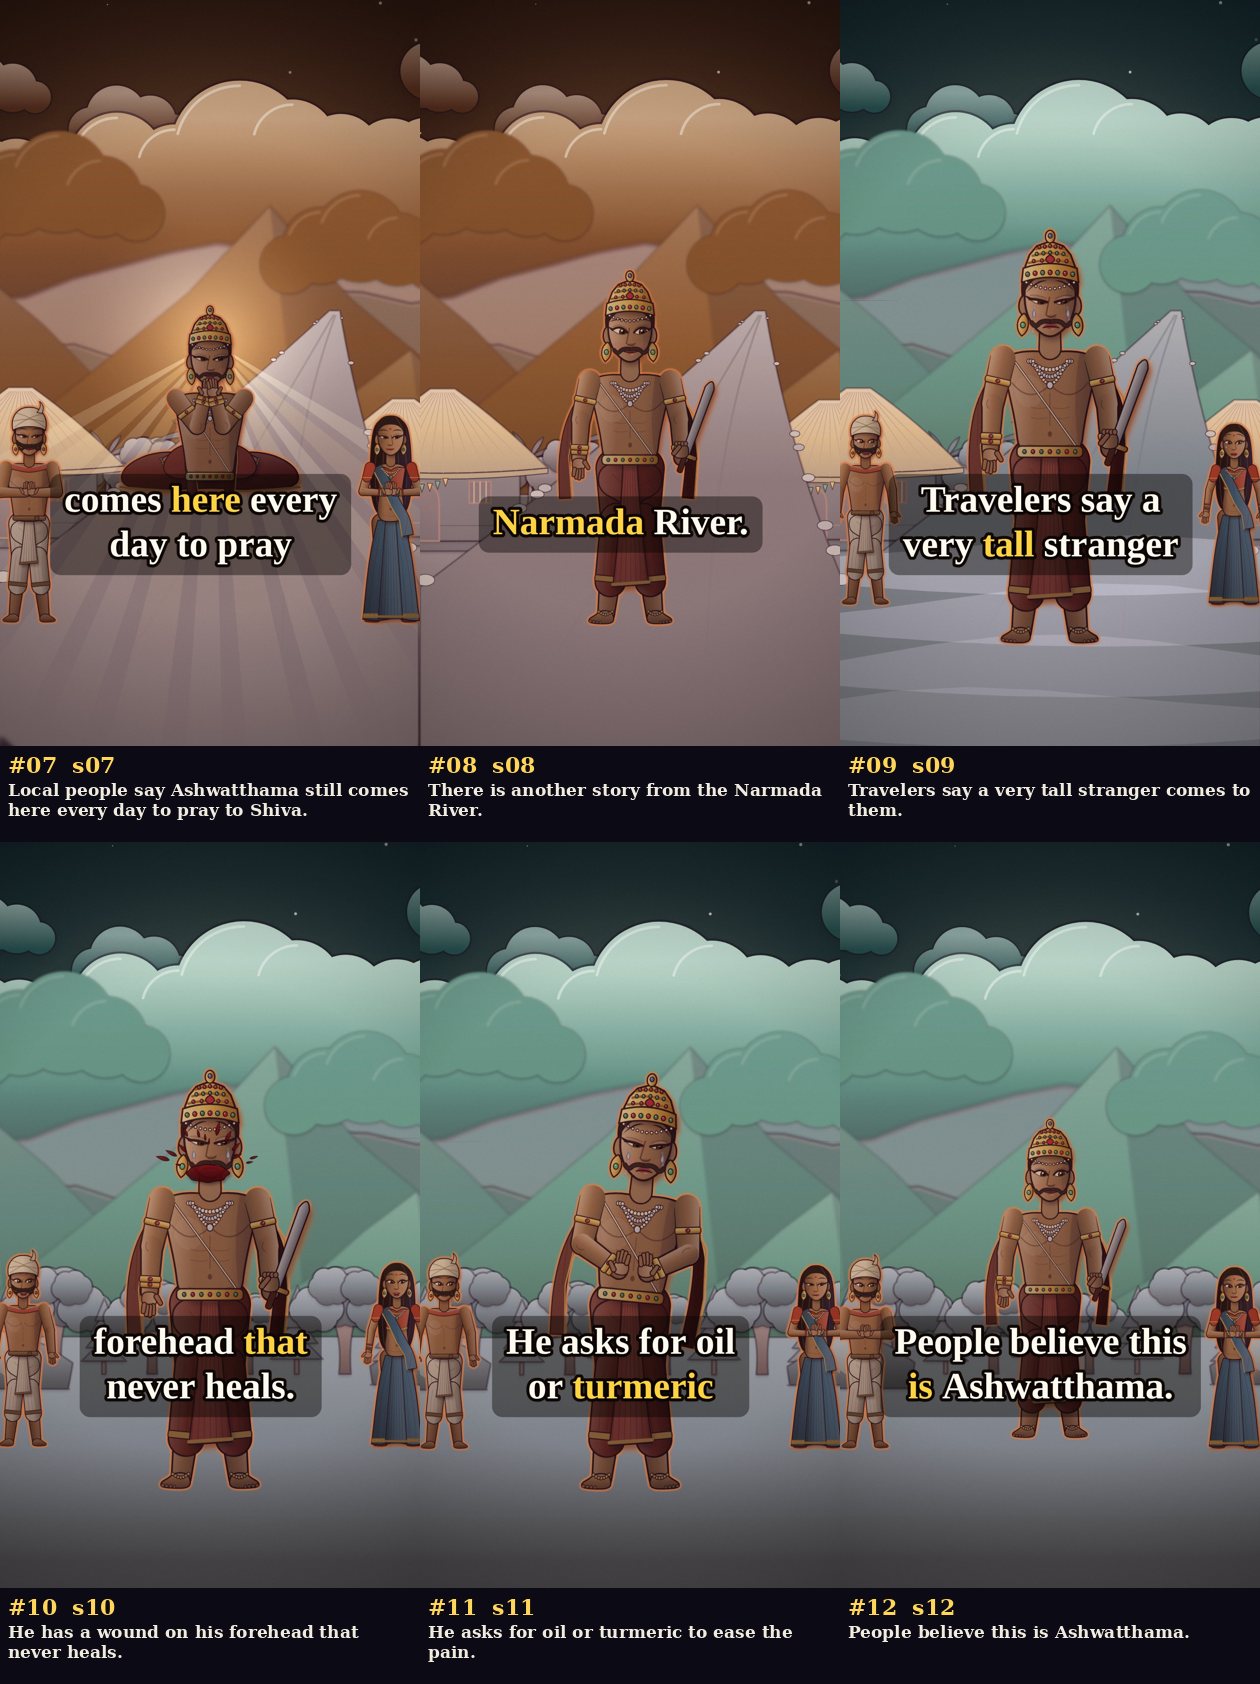 comes here every
day to pray
Narmada River.
Travelers say a
very tall stranger
#07 s07
Local people say Ashwatthama still comes
here every day to pray to Shiva.
#08 s08
There is another story from the Narmada
River.
#09 s09
Travelers say a very tall stranger comes to
them.
forehead that
never heals.
He asks for oil
or turmeric
People believe this
is Ashwatthama.
#10 s10
He has a wound on his forehead that
never heals.
#11 s11
He asks for oil or turmeric to ease the
pain.
#12 s12
People believe this is Ashwatthama.